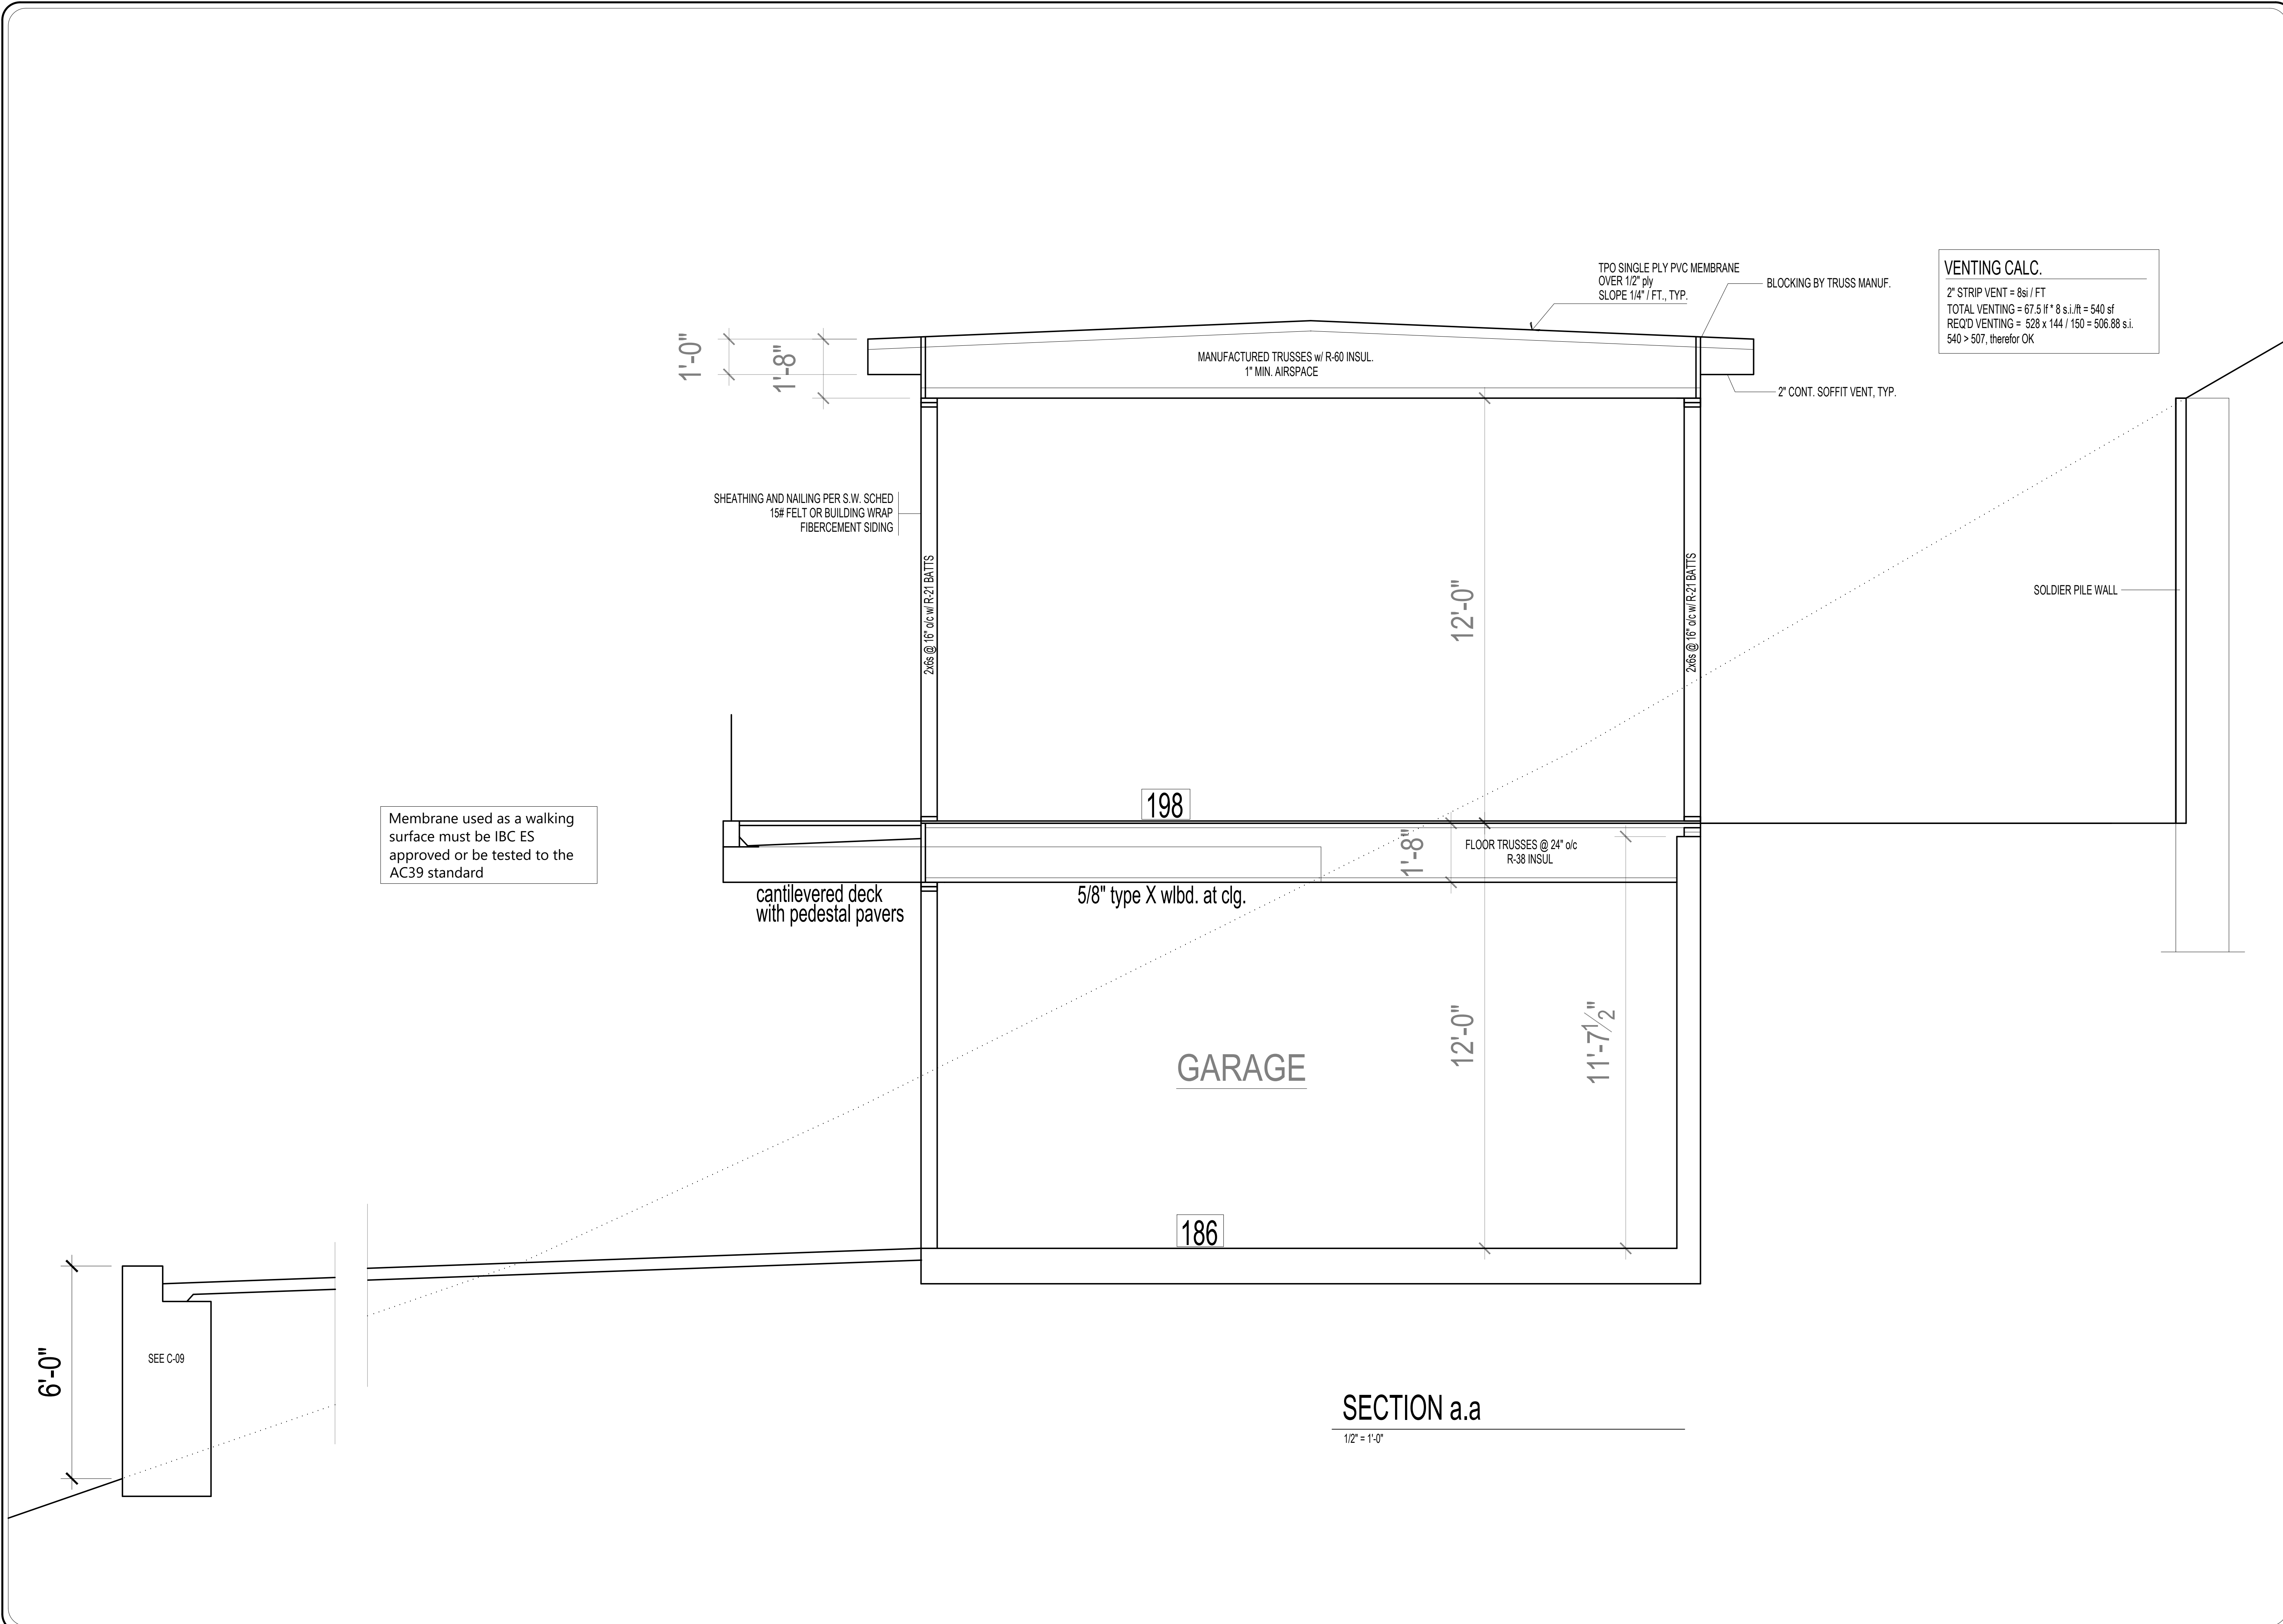 TPO SINGLE PLY PVC MEMBRANE
OVER 1/2" ply
SLOPE 1/4" / FT., TYP.
BLOCKING BY TRUSS MANUF.
VENTING CALC.
2" STRIP VENT = 8si / FT
TOTAL VENTING = 67.5 lf * 8 s.i./ft = 540 sf
REQ'D VENTING = 528 x 144 / 150 = 506.88 s.i.
540 > 507, therefor OK
1'-0"
1'-8"
MANUFACTURED TRUSSES w/ R-60 INSUL.
1" MIN. AIRSPACE
2" CONT. SOFFIT VENT, TYP.
SHEATHING AND NAILING PER S.W. SCHED
15# FELT OR BUILDING WRAP
FIBERCEMENT SIDING
2x6s @ 16" o/c w/ R-21 BATTS
12'-0"
2x6s @ 16" o/c w/ R-21 BATTS
SOLDIER PILE WALL
198
Membrane used as a walking
surface must be IBC ES
approved or be tested to the
AC39 standard
1'-8"
FLOOR TRUSSES @ 24" o/c
R-38 INSUL
cantilevered deck
with pedestal pavers
5/8" type X wlbd. at clg.
GARAGE
12'-0"
11'-7 1/2"
186
6'-0"
SEE C-09
SECTION a.a
1/2" = 1'-0"